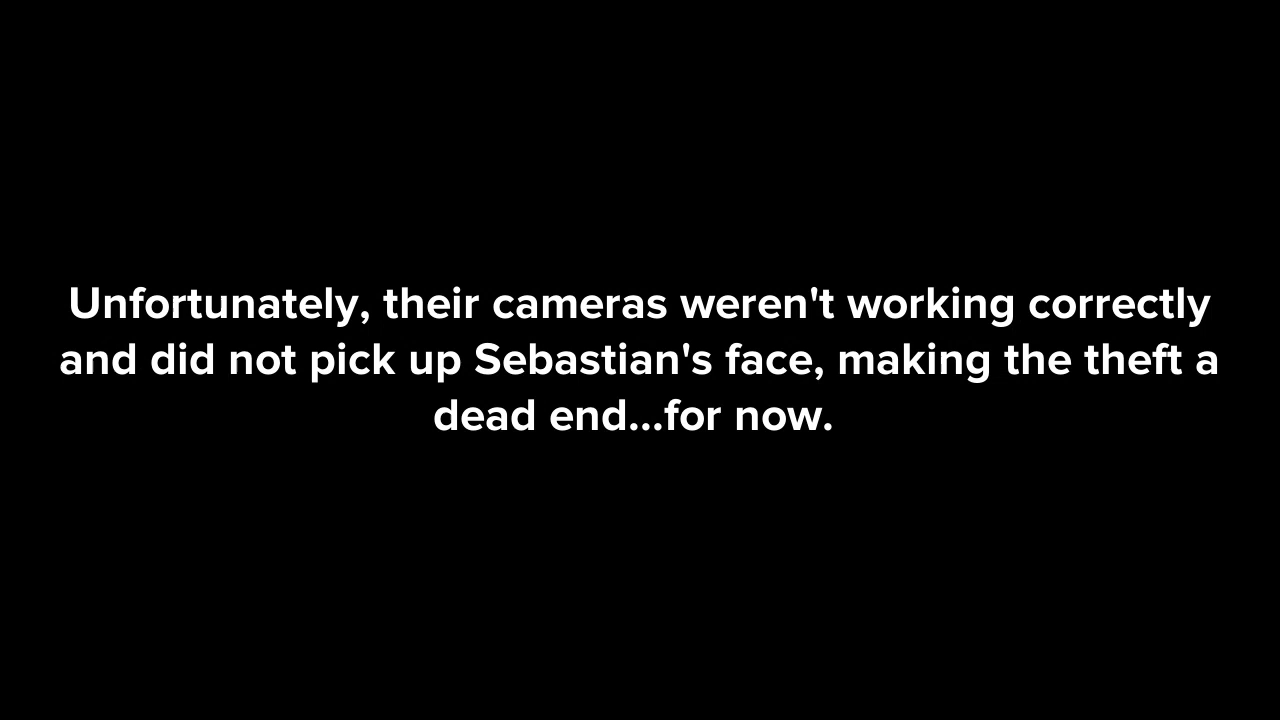 Unfortunately, their cameras weren't working correctly
and did not pick up Sebastian's face, making the theft a
dead end...for now.